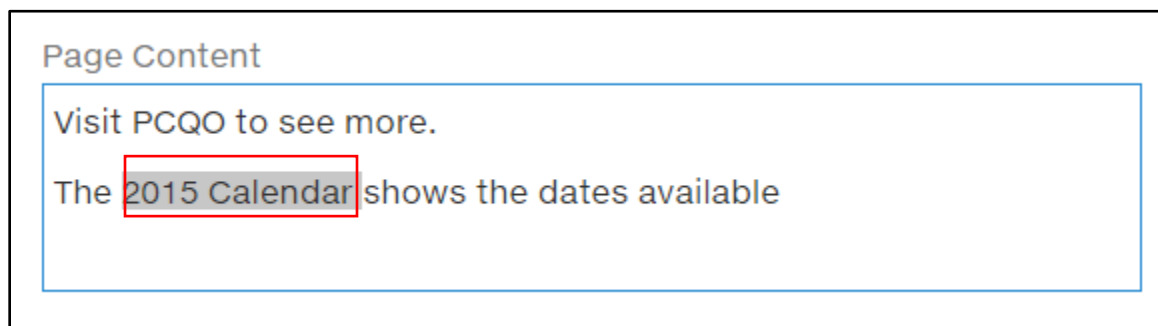 Page Content
Visit PCQO to see more.
The 2015 Calendar shows the dates available